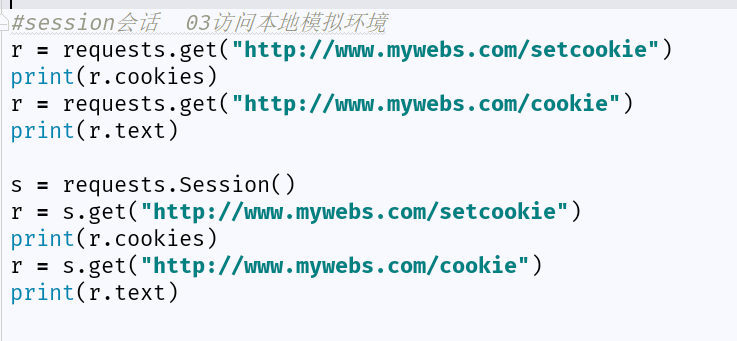 #session会话  03访问本地模拟环境
r = requests.get("http://www.mywebs.com/setcookie")
print(r.cookies)
r = requests.get("http://www.mywebs.com/cookie")
print(r.text)
s = requests.Session()
r = s.get("http://www.mywebs.com/setcookie")
print(r.cookies)
r = s.get("http://www.mywebs.com/cookie")
print(r.text)